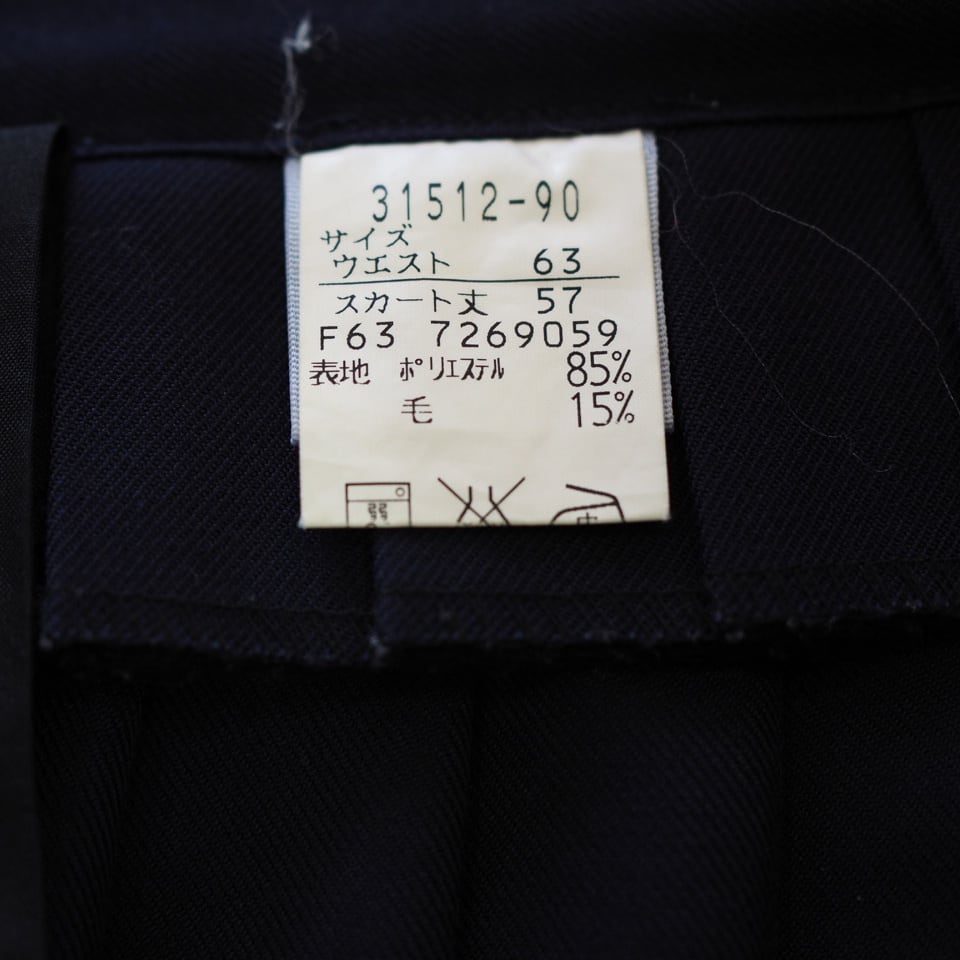 31512-90
サイズ
ウエスト 63
スカート丈 57
F63 7269059
表地 ポリエステル 85%
毛 15%